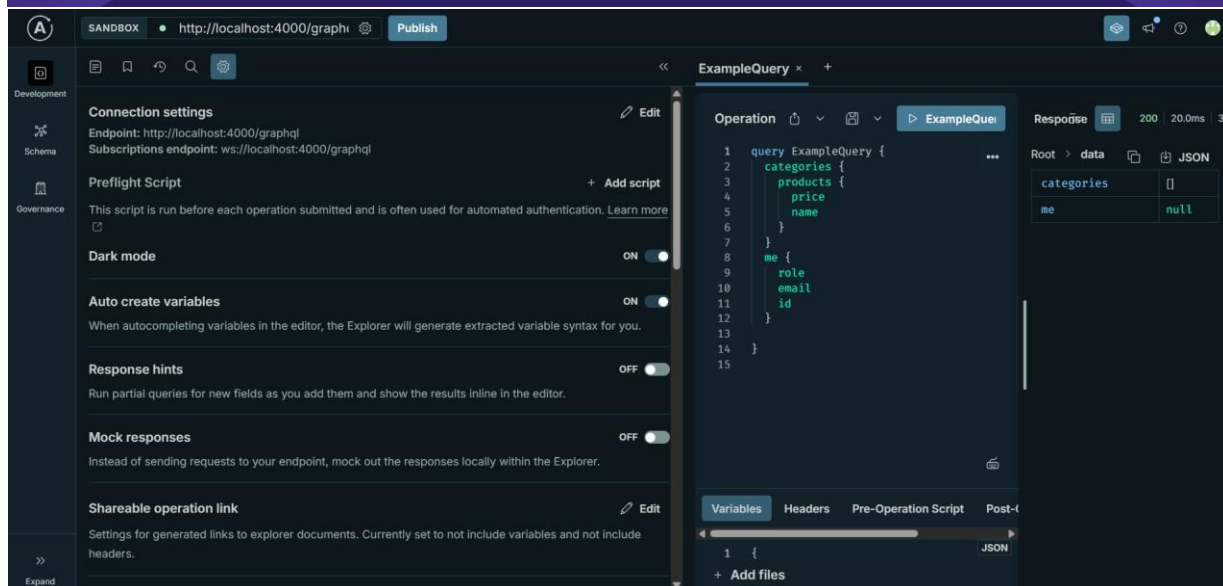 SANDBOX http://localhost:4000/graph Publish
Development
Schema
Governance
Expand
Connection settings Edit
Endpoint: http://localhost:4000/graphql
Subscriptions endpoint: ws://localhost:4000/graphql
Preflight Script + Add script
This script is run before each operation submitted and is often used for automated authentication. Learn more
Dark mode ON
Auto create variables ON
When autocompleting variables in the editor, the Explorer will generate extracted variable syntax for you.
Response hints OFF
Run partial queries for new fields as you add them and show the results inline in the editor.
Mock responses OFF
Instead of sending requests to your endpoint, mock out the responses locally within the Explorer.
Shareable operation link Edit
Settings for generated links to explorer documents. Currently set to not include variables and not include
headers.
ExampleQuery × +
Operation ExampleQue
1 query ExampleQuery {
2 categories {
3 products {
4 price
5 name
6 }
7 }
8 me {
9 role
10 email
11 id
12 }
13
14 }
15
Variables Headers Pre-Operation Script Post-
1 {
JSON
+ Add files
Response 200 20.0ms 3
Root > data JSON
categories []
me null